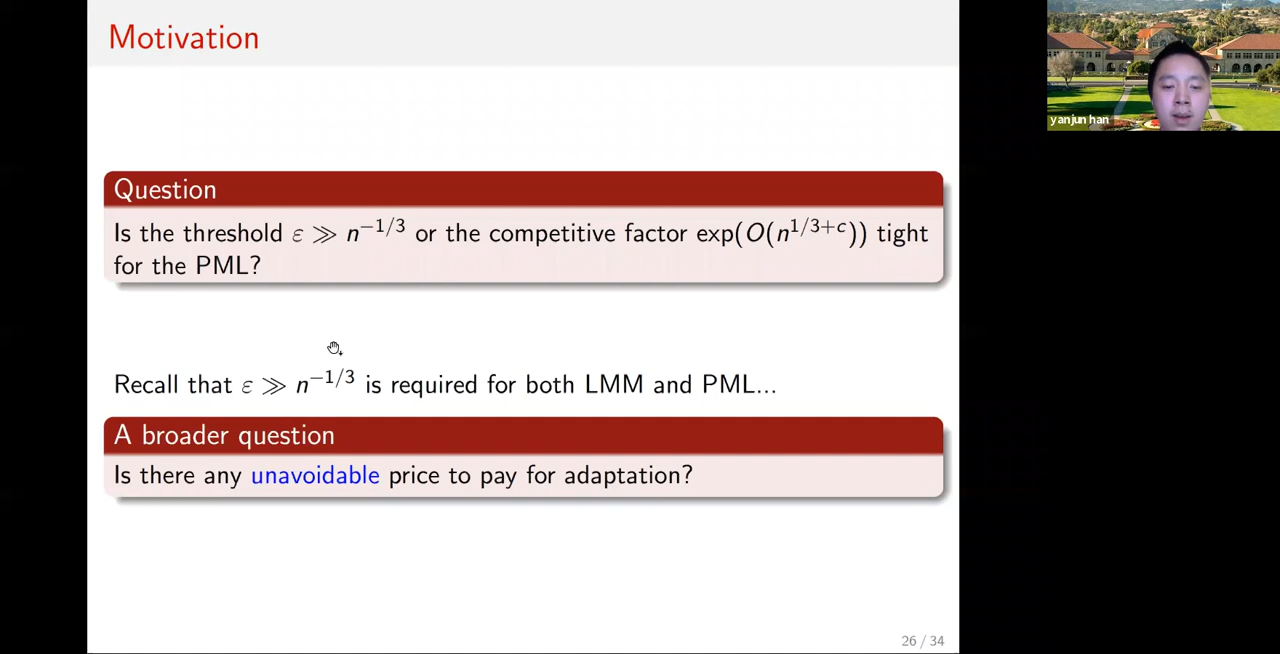 Motivation
yanjun han
Question
Is the threshold ε ≫ n^{-1/3} or the competitive factor exp(O(n^{1/3+c})) tight
for the PML?
Recall that ε ≫ n^{-1/3} is required for both LMM and PML...
A broader question
Is there any unavoidable price to pay for adaptation?
26 / 34